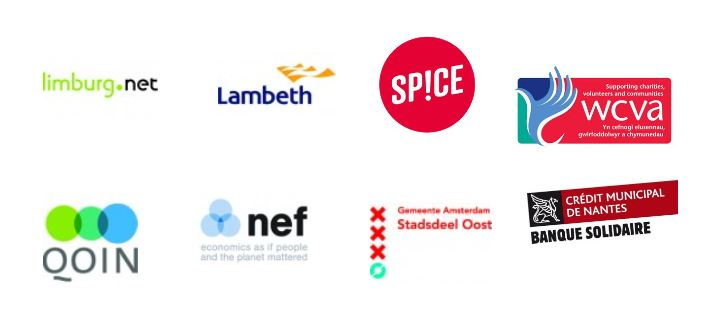 limburg.net
Lambeth
SP!CE
Supporting charities,
volunteers and communities
wcva
Yn cefnogi elusennau,
gwirfoddolwyr a chymunedau
QOIN
nef
economics as if people
and the planet mattered
Gemeente Amsterdam
Stadsdeel Oost
CRÉDIT MUNICIPAL
DE NANTES
BANQUE SOLIDAIRE